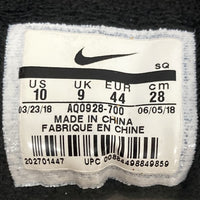 SQ
US UK EUR cm
10 9 44 28
03/23/18 AQ0928-700 06/05/18
MADE IN CHINA
FABRIQUE EN CHINE
202701447 UPC 00884498849859